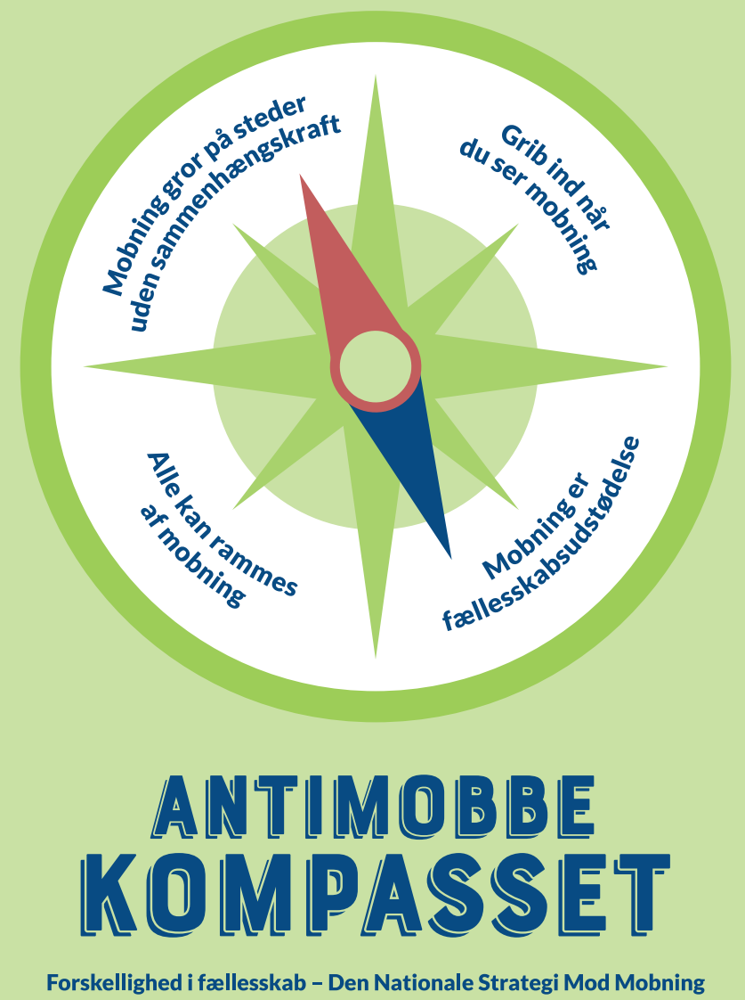 Mobning gror på steder
uden sammenhængskraft
Grib ind når
du ser mobning
Alle kan rammes
af mobning
Mobning er
fællesskabsudstødelse
ANTIMOBBE
KOMPASSET
Forskellighed i fællesskab – Den Nationale Strategi Mod Mobning